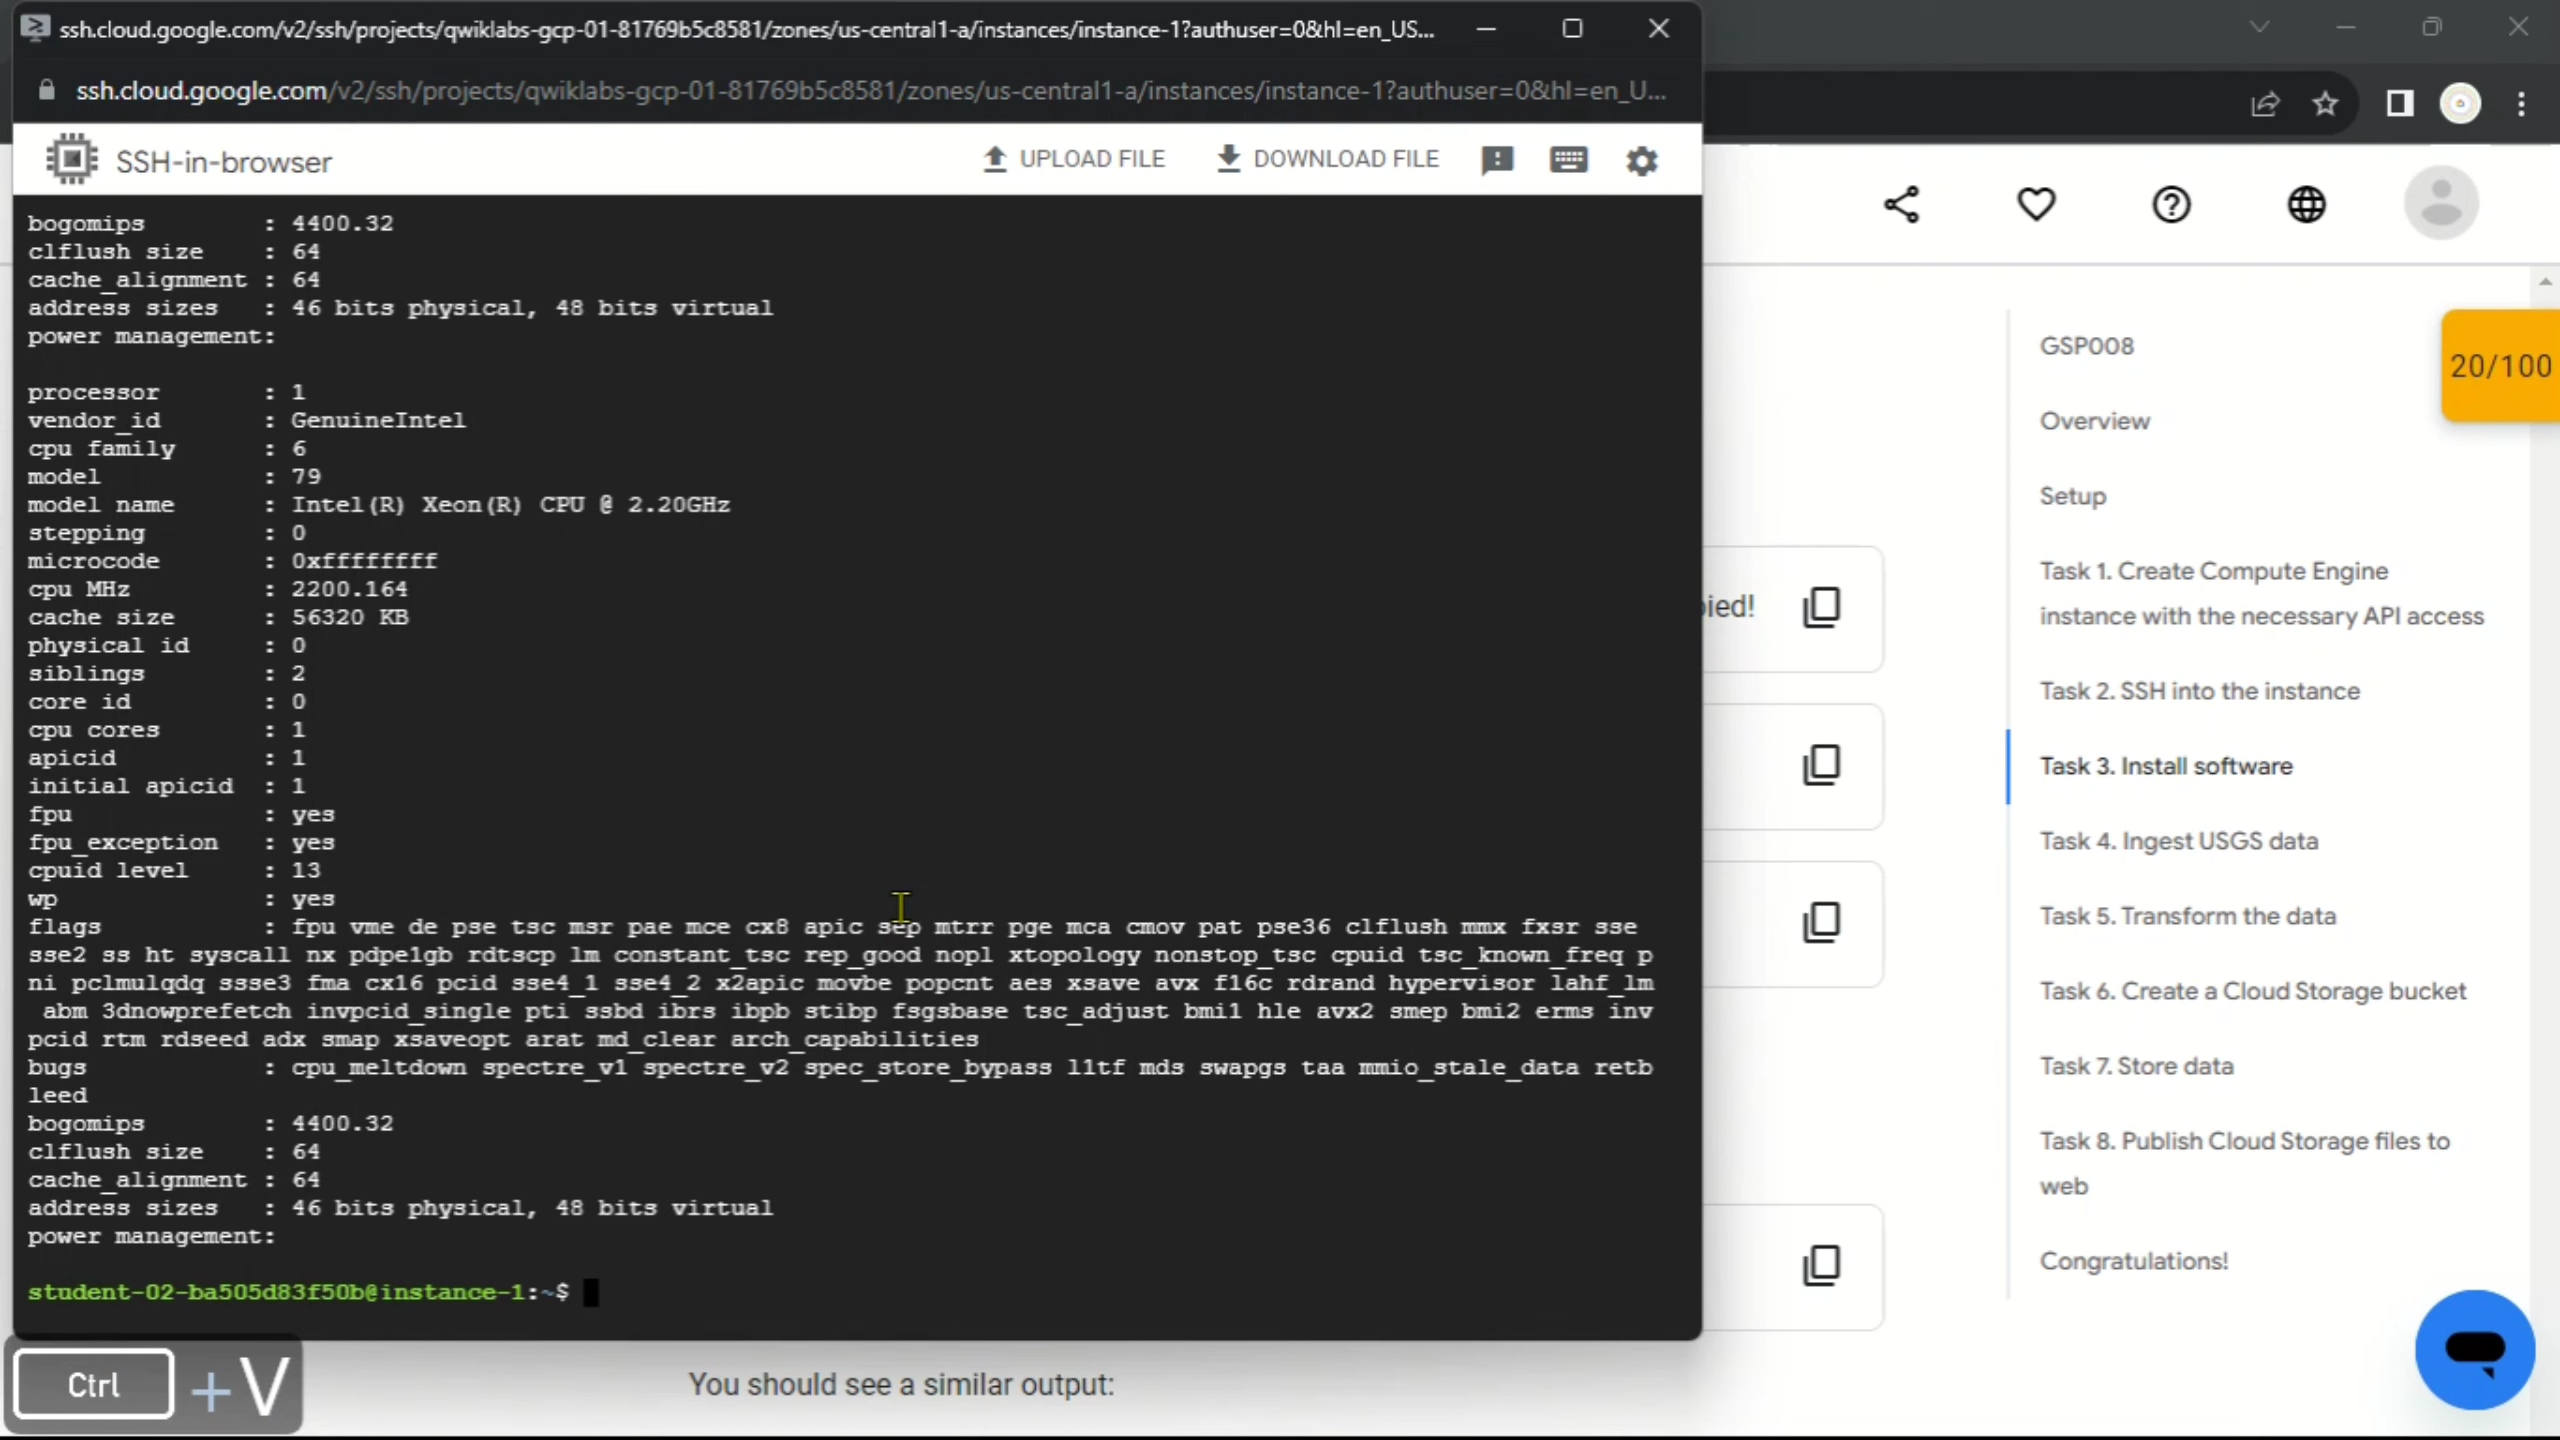 ssh.cloud.google.com/v2/ssh/projects/qwiklabs-gcp-01-81769b5c8581/zones/us-central1-a/instances/instance-1?authuser=0&hl=en_US...
ssh.cloud.google.com/v2/ssh/projects/qwiklabs-gcp-01-81769b5c8581/zones/us-central1-a/instances/instance-1?authuser=0&hl=en_U...
SSH-in-browser
UPLOAD FILE
DOWNLOAD FILE
bogomips : 4400.32
clflush size : 64
cache_alignment : 64
address sizes : 46 bits physical, 48 bits virtual
power management:
processor : 1
vendor_id : GenuineIntel
cpu family : 6
model : 79
model name : Intel(R) Xeon(R) CPU @ 2.20GHz
stepping : 0
microcode : 0xffffffff
cpu MHz : 2200.164
cache size : 56320 KB
physical id : 0
siblings : 2
core id : 0
cpu cores : 1
apicid : 1
initial apicid : 1
fpu : yes
fpu_exception : yes
cpuid level : 13
wp : yes
flags : fpu vme de pse tsc msr pae mce cx8 apic sep mtrr pge mca cmov pat pse36 clflush mmx fxsr sse
sse2 ss ht syscall nx pdpe1gb rdtscp lm constant_tsc rep_good nopl xtopology nonstop_tsc cpuid tsc_known_freq p
ni pclmulqdq ssse3 fma cx16 pcid sse4_1 sse4_2 x2apic movbe popcnt aes xsave avx f16c rdrand hypervisor lahf_lm
abm 3dnowprefetch invpcid_single pti ssbd ibrs ibpb stibp fsgsbase tsc_adjust bmi1 hle avx2 smep bmi2 erms inv
pcid rtm rdseed adx smap xsaveopt arat md_clear arch_capabilities
bugs : cpu_meltdown spectre_v1 spectre_v2 spec_store_bypass l1tf mds swapgs taa mmio_stale_data retb
leed
bogomips : 4400.32
clflush size : 64
cache_alignment : 64
address sizes : 46 bits physical, 48 bits virtual
power management:
student-02-ba505d83f50b@instance-1:~$
Ctrl +V
You should see a similar output:
pied!
GSP008
Overview
Setup
Task 1. Create Compute Engine
instance with the necessary API access
Task 2. SSH into the instance
Task 3. Install software
Task 4. Ingest USGS data
Task 5. Transform the data
Task 6. Create a Cloud Storage bucket
Task 7. Store data
Task 8. Publish Cloud Storage files to
web
Congratulations!
20/100